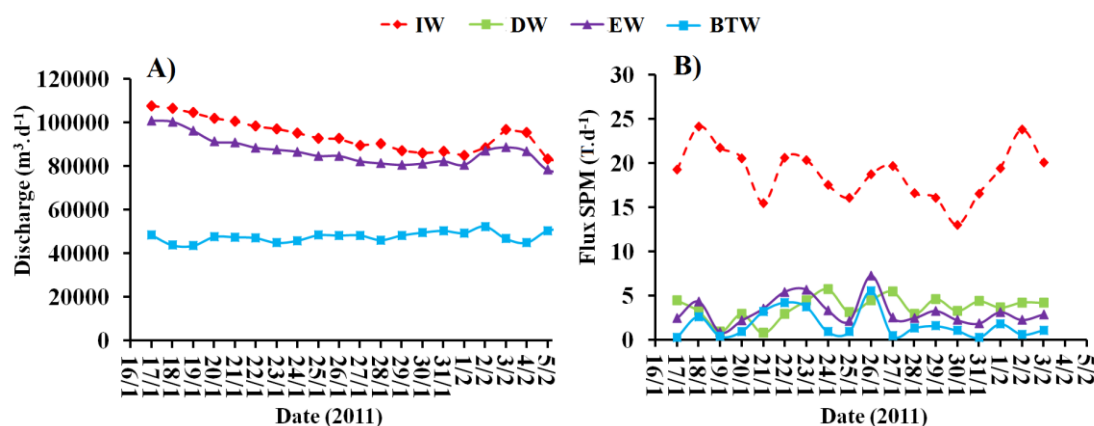 IW DW EW BTW
A)
B)
Discharge (m³.d⁻¹)
120000
100000
80000
60000
40000
20000
0
16/1 17/1 18/1 19/1 20/1 21/1 22/1 23/1 24/1 25/1 26/1 27/1 28/1 29/1 30/1 31/1 1/2 2/2 3/2 4/2 5/2
Date (2011)
Flux SPM (T.d⁻¹)
30
25
20
15
10
5
0
16/1 17/1 18/1 19/1 20/1 21/1 22/1 23/1 24/1 25/1 26/1 27/1 28/1 29/1 30/1 31/1 1/2 2/2 3/2 4/2 5/2
Date (2011)